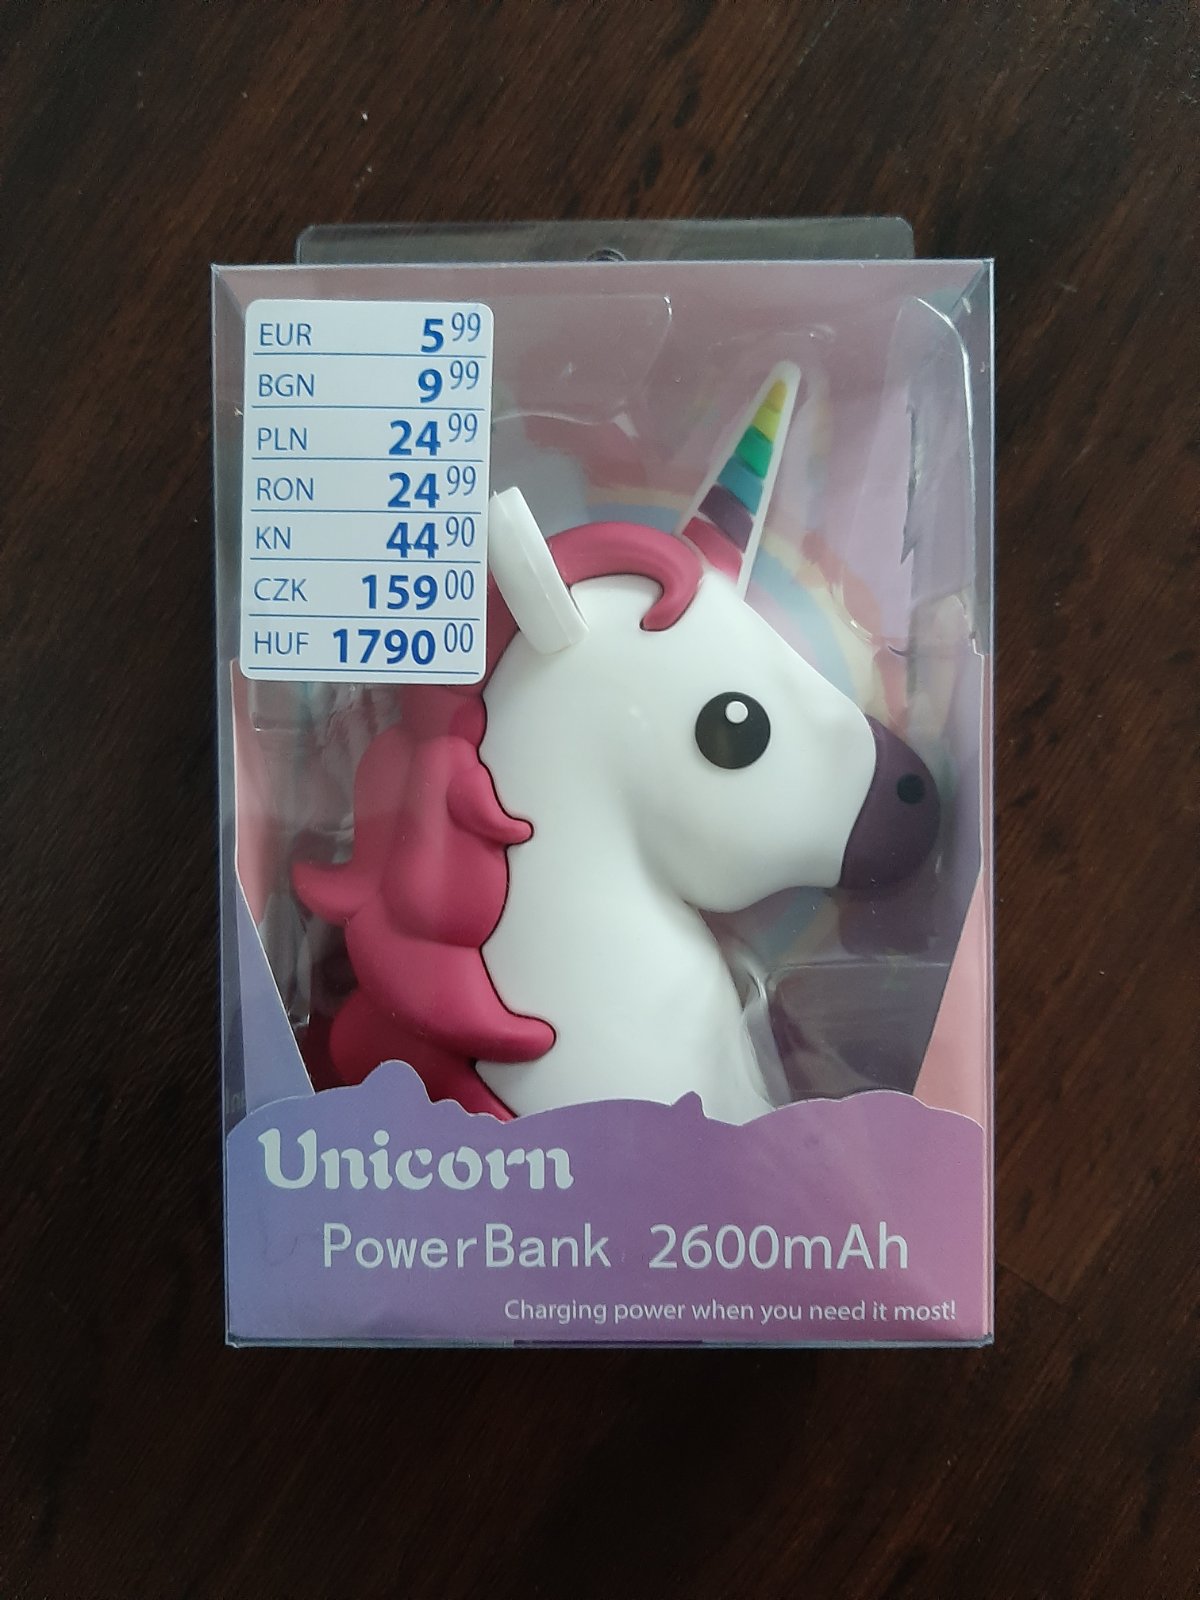 EUR 5 99
BGN 9 99
PLN 24 99
RON 24 99
KN 44 90
CZK 159 00
HUF 1790 00
Unicorn
PowerBank 2600mAh
Charging power when you need it most!